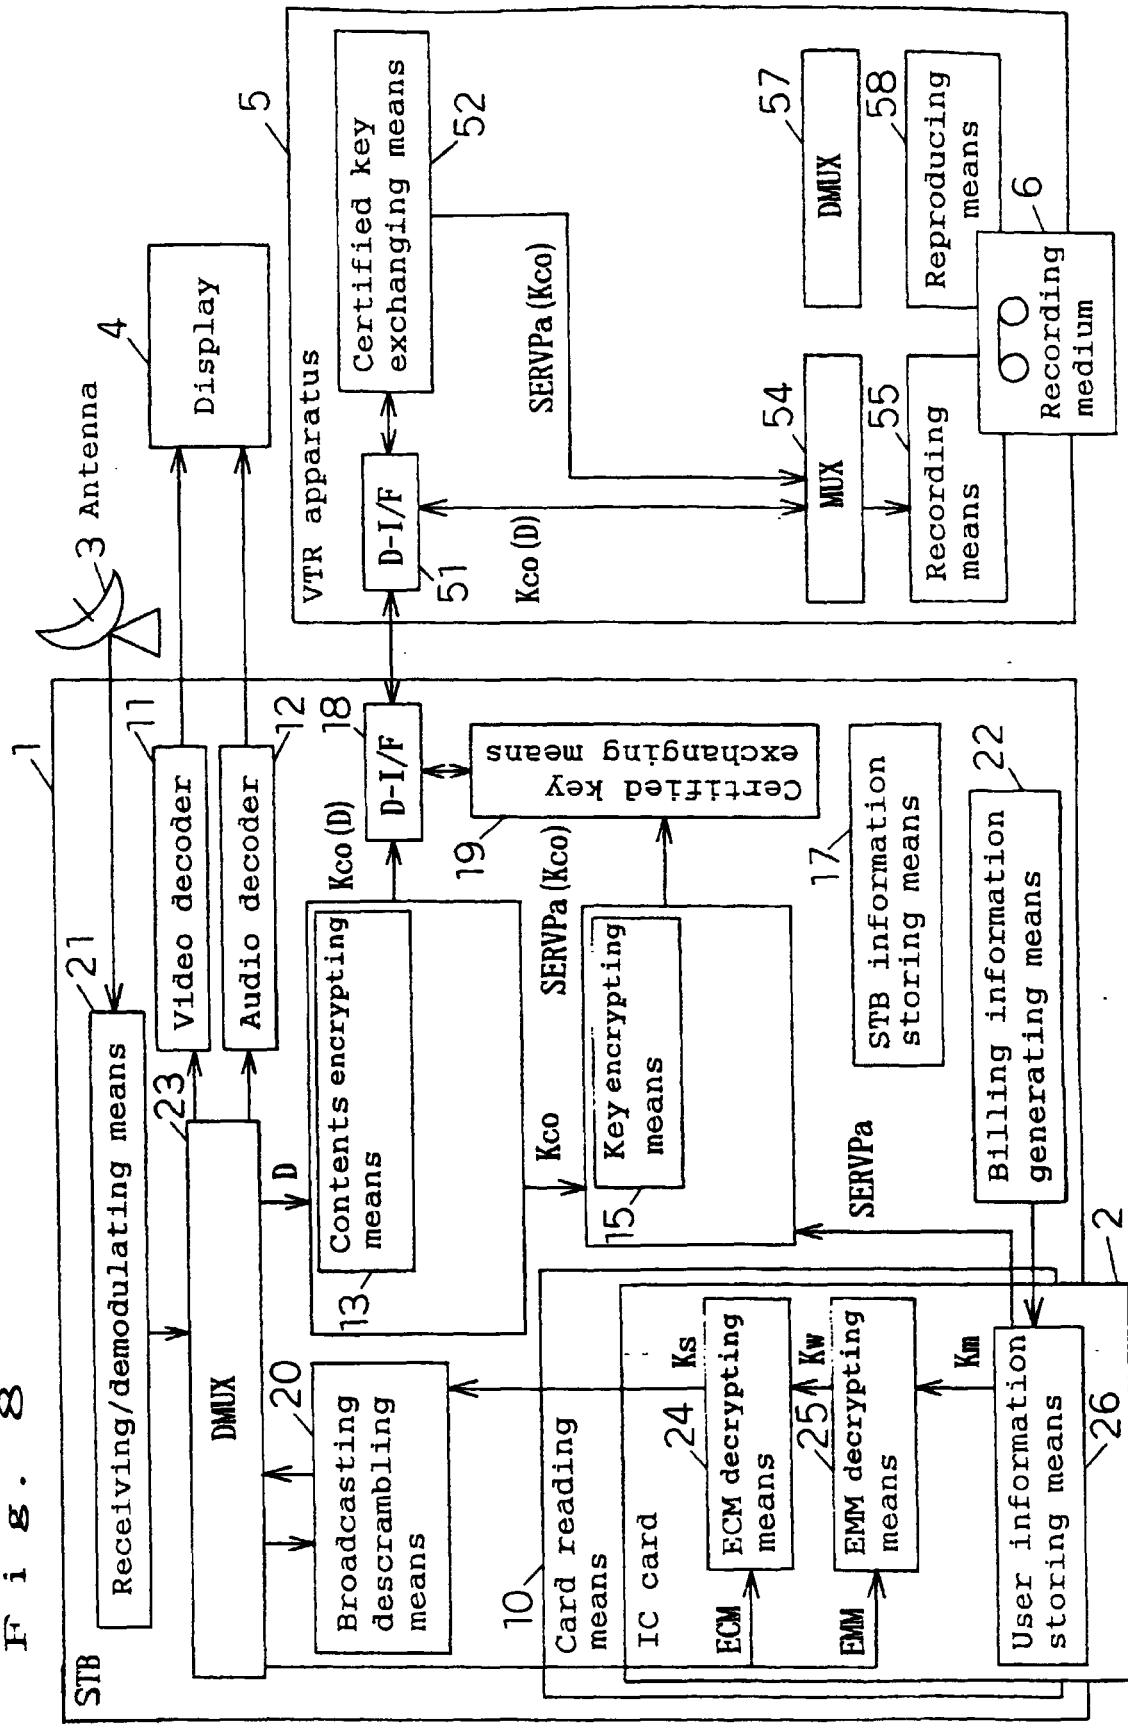 Fig. 8
STB
1
Receiving/demodulating means
21
3 Antenna
DMUX
23
Video decoder
11
Audio decoder
12
Display
4
Broadcasting
descrambling
means
20
D
Contents encrypting
means
13
Kco(D)
D-I/F
18
Certified key
exchanging means
19
Kco
SERVPa(Kco)
Key encrypting
means
15
STB information
storing means
17
SERVPa
Billing information
generating means
22
10
Card reading
means
IC card
2
Ks
ECM decrypting
means
24
ECM
Kw
EMM decrypting
means
25
EMM
Km
User information
storing means
26
VTR apparatus
5
Certified key
exchanging means
52
D-I/F
51
SERVPa(Kco)
Kco(D)
MUX
54
DMUX
57
Recording
means
55
Reproducing
means
58
Recording
medium
6